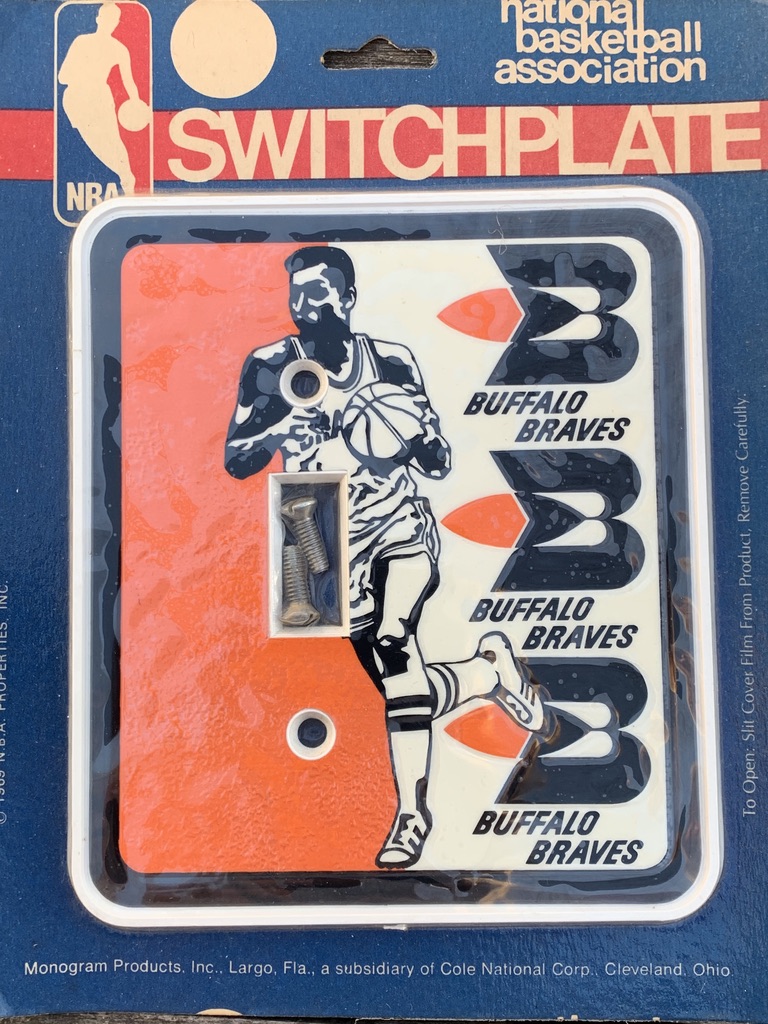 national
basketball
association
NBA
SWITCHPLATE
BUFFALO
BRAVES
BUFFALO
BRAVES
BUFFALO
BRAVES
© 1969 N.B.A. PROPERTIES, INC.
To Open: Slit Cover Film From Product, Remove Carefully.
Monogram Products, Inc., Largo, Fla., a subsidiary of Cole National Corp., Cleveland, Ohio